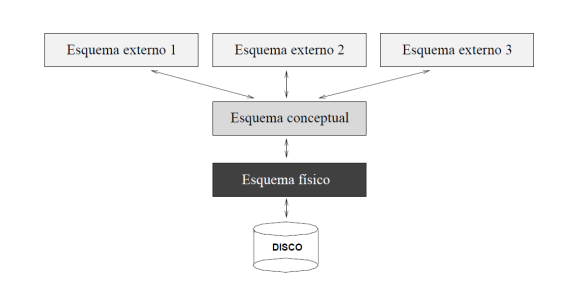 Esquema externo 1
Esquema externo 2
Esquema externo 3
Esquema conceptual
Esquema físico
DISCO